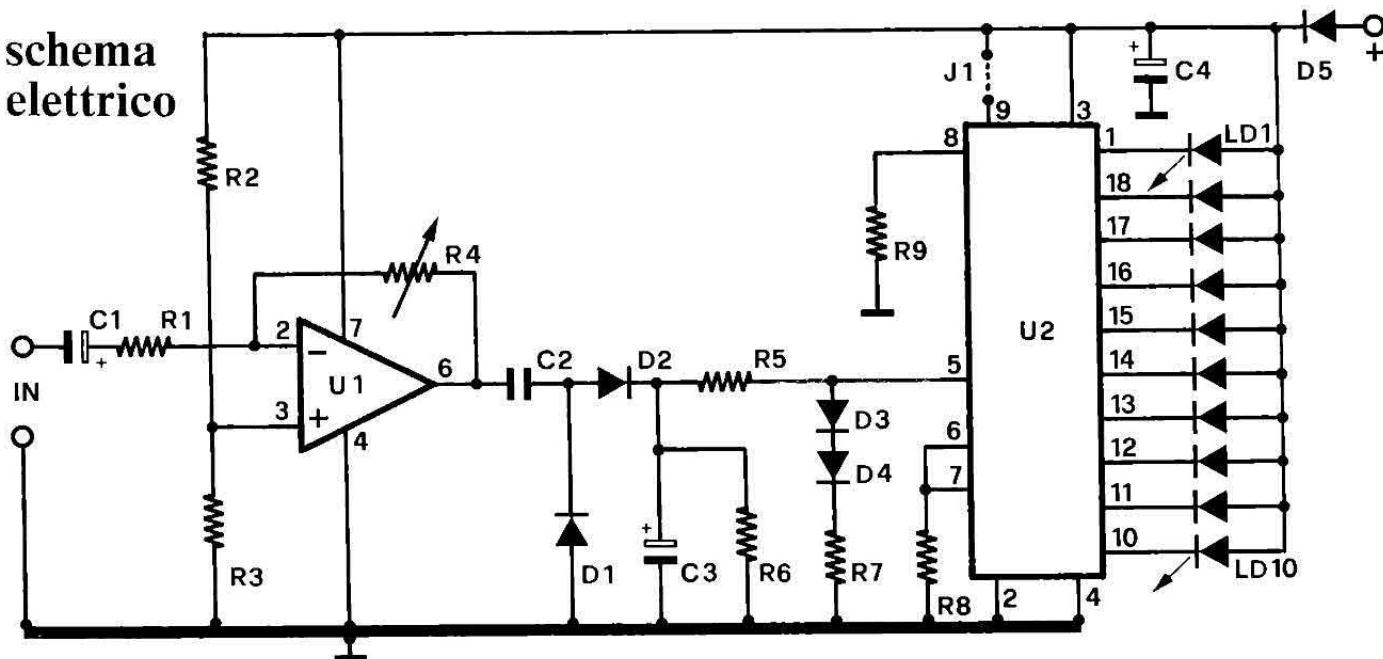 schema
elettrico
+
D5
+
C4
J1
9
3
8
1
LD1
R2
18
R9
17
R4
16
C1
R1
+
2
7
−
U1
6
C2
D2
R5
U2
15
IN
3
+
4
5
14
D3
13
6
D4
12
7
11
+
10
R3
D1
C3
R6
R7
R8
2
4
LD10